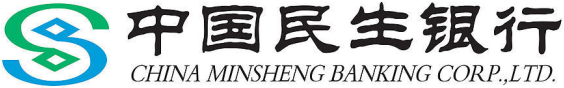 中国民生银行
CHINA MINSHENG BANKING CORP.,LTD.